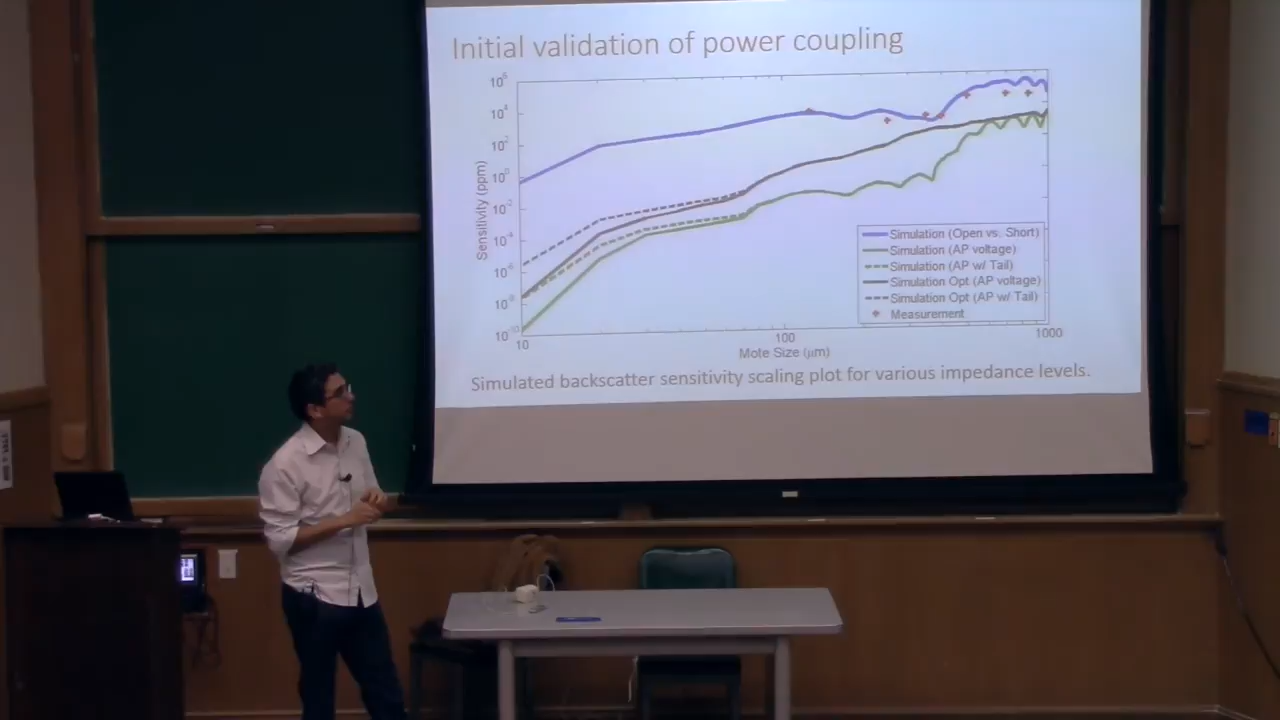 Initial validation of power coupling
10^6
10^4
10^2
10^0
10^-2
10^-4
10^-6
10^-8
10^-10
Sensitivity (ppm)
10
100
1000
Mote Size (μm)
Simulation (Open vs. Short)
Simulation (AP voltage)
Simulation (AP w/ Tail)
Simulation Opt (AP voltage)
Simulation Opt (AP w/ Tail)
Measurement
Simulated backscatter sensitivity scaling plot for various impedance levels.